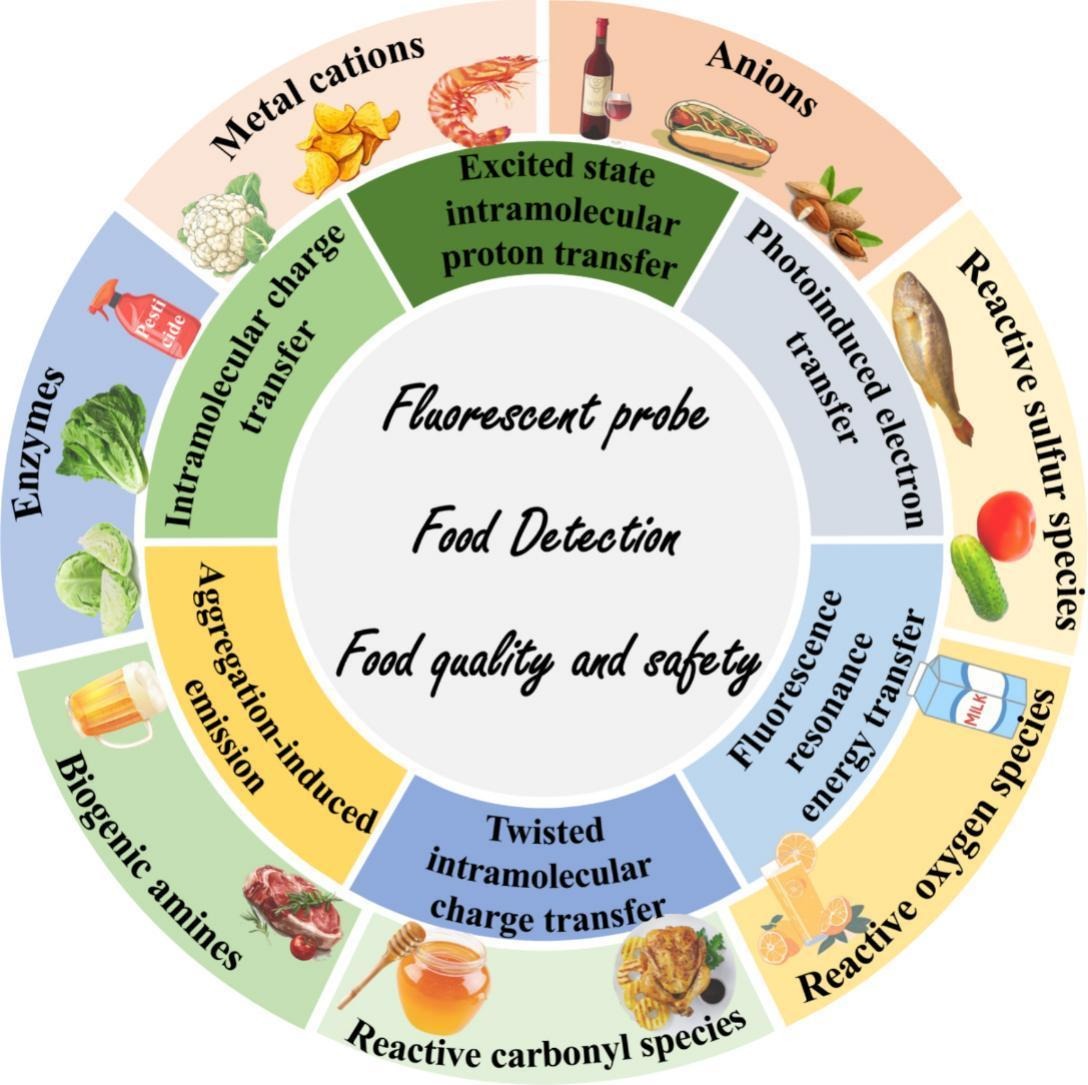 Metal cations
Anions
Reactive sulfur species
Reactive oxygen species
Reactive carbonyl species
Biogenic amines
Enzymes
Pesti
cide
MILK
Excited state
intramolecular
proton transfer
Photoinduced electron
transfer
Fluorescence
resonance
energy transfer
Twisted
intramolecular
charge transfer
Aggregation-induced
emission
Intramolecular charge
transfer
Fluorescent probe
Food Detection
Food quality and safety